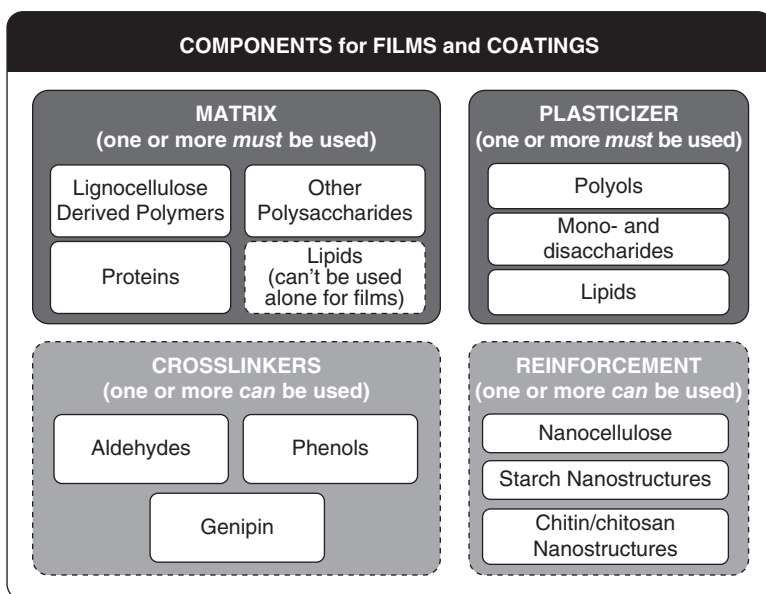 COMPONENTS for FILMS and COATINGS
MATRIX
(one or more must be used)
Lignocellulose
Derived Polymers
Other
Polysaccharides
Proteins
Lipids
(can't be used
alone for films)
PLASTICIZER
(one or more must be used)
Polyols
Mono- and
disaccharides
Lipids
CROSSLINKERS
(one or more can be used)
Aldehydes
Phenols
Genipin
REINFORCEMENT
(one or more can be used)
Nanocellulose
Starch Nanostructures
Chitin/chitosan
Nanostructures